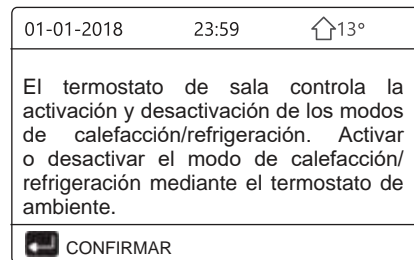 01-01-2018 23:59 13°
El termostato de sala controla la
activación y desactivación de los modos
de calefacción/refrigeración. Activar
o desactivar el modo de calefacción/
refrigeración mediante el termostato de
ambiente.
CONFIRMAR